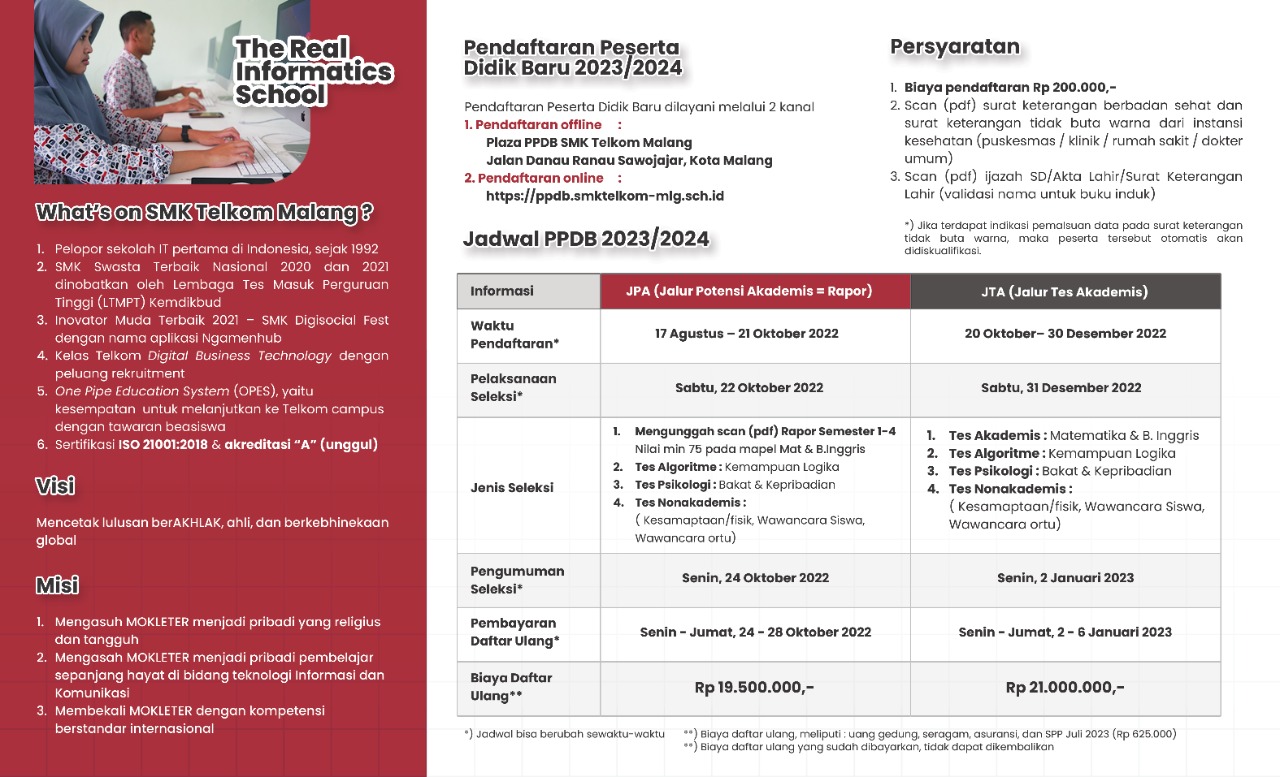 The Real
Informatics
School
What's on SMK Telkom Malang ?
1. Pelopor sekolah IT pertama di Indonesia, sejak 1992
2. SMK Swasta Terbaik Nasional 2020 dan 2021
dinobatkan oleh Lembaga Tes Masuk Perguruan
Tinggi (LTMPT) Kemdikbud
3. Inovator Muda Terbaik 2021 – SMK Digisocial Fest
dengan nama aplikasi Ngamenhub
4. Kelas Telkom Digital Business Technology dengan
peluang rekruitment
5. One Pipe Education System (OPES), yaitu
kesempatan untuk melanjutkan ke Telkom campus
dengan tawaran beasiswa
6. Sertifikasi ISO 21001:2018 & akreditasi “A” (unggul)
Visi
Mencetak lulusan berAKHLAK, ahli, dan berkebhinekaan
global
Misi
1. Mengasuh MOKLETER menjadi pribadi yang religius
dan tangguh
2. Mengasah MOKLETER menjadi pribadi pembelajar
sepanjang hayat di bidang teknologi Informasi dan
Komunikasi
3. Membekali MOKLETER dengan kompetensi
berstandar internasional
Pendaftaran Peserta
Didik Baru 2023/2024
Pendaftaran Peserta Didik Baru dilayani melalui 2 kanal
1. Pendaftaran offline :
Plaza PPDB SMK Telkom Malang
Jalan Danau Ranau Sawojajar, Kota Malang
2. Pendaftaran online :
https://ppdb.smktelkom-mlg.sch.id
Persyaratan
1. Biaya pendaftaran Rp 200.000,-
2. Scan (pdf) surat keterangan berbadan sehat dan
surat keterangan tidak buta warna dari instansi
kesehatan (puskesmas / klinik / rumah sakit / dokter
umum)
3. Scan (pdf) ijazah SD/Akta Lahir/Surat Keterangan
Lahir (validasi nama untuk buku induk)
*) Jika terdapat indikasi pemalsuan data pada surat keterangan
tidak buta warna, maka peserta tersebut otomatis akan
didiskualifikasi.
Jadwal PPDB 2023/2024
Informasi
JPA (Jalur Potensi Akademis = Rapor)
JTA (Jalur Tes Akademis)
Waktu
Pendaftaran*
17 Agustus – 21 Oktober 2022
20 Oktober– 30 Desember 2022
Pelaksanaan
Seleksi*
Sabtu, 22 Oktober 2022
Sabtu, 31 Desember 2022
Jenis Seleksi
1. Mengunggah scan (pdf) Rapor Semester 1-4
Nilai min 75 pada mapel Mat & B.Inggris
2. Tes Algoritme : Kemampuan Logika
3. Tes Psikologi : Bakat & Kepribadian
4. Tes Nonakademis :
( Kesamaptaan/fisik, Wawancara Siswa,
Wawancara ortu)
1. Tes Akademis : Matematika & B. Inggris
2. Tes Algoritme : Kemampuan Logika
3. Tes Psikologi : Bakat & Kepribadian
4. Tes Nonakademis :
( Kesamaptaan/fisik, Wawancara Siswa,
Wawancara ortu)
Pengumuman
Seleksi*
Senin, 24 Oktober 2022
Senin, 2 Januari 2023
Pembayaran
Daftar Ulang*
Senin - Jumat, 24 - 28 Oktober 2022
Senin - Jumat, 2 - 6 Januari 2023
Biaya Daftar
Ulang**
Rp 19.500.000,-
Rp 21.000.000,-
*) Jadwal bisa berubah sewaktu-waktu
**) Biaya daftar ulang, meliputi : uang gedung, seragam, asuransi, dan SPP Juli 2023 (Rp 625.000)
**) Biaya daftar ulang yang sudah dibayarkan, tidak dapat dikembalikan